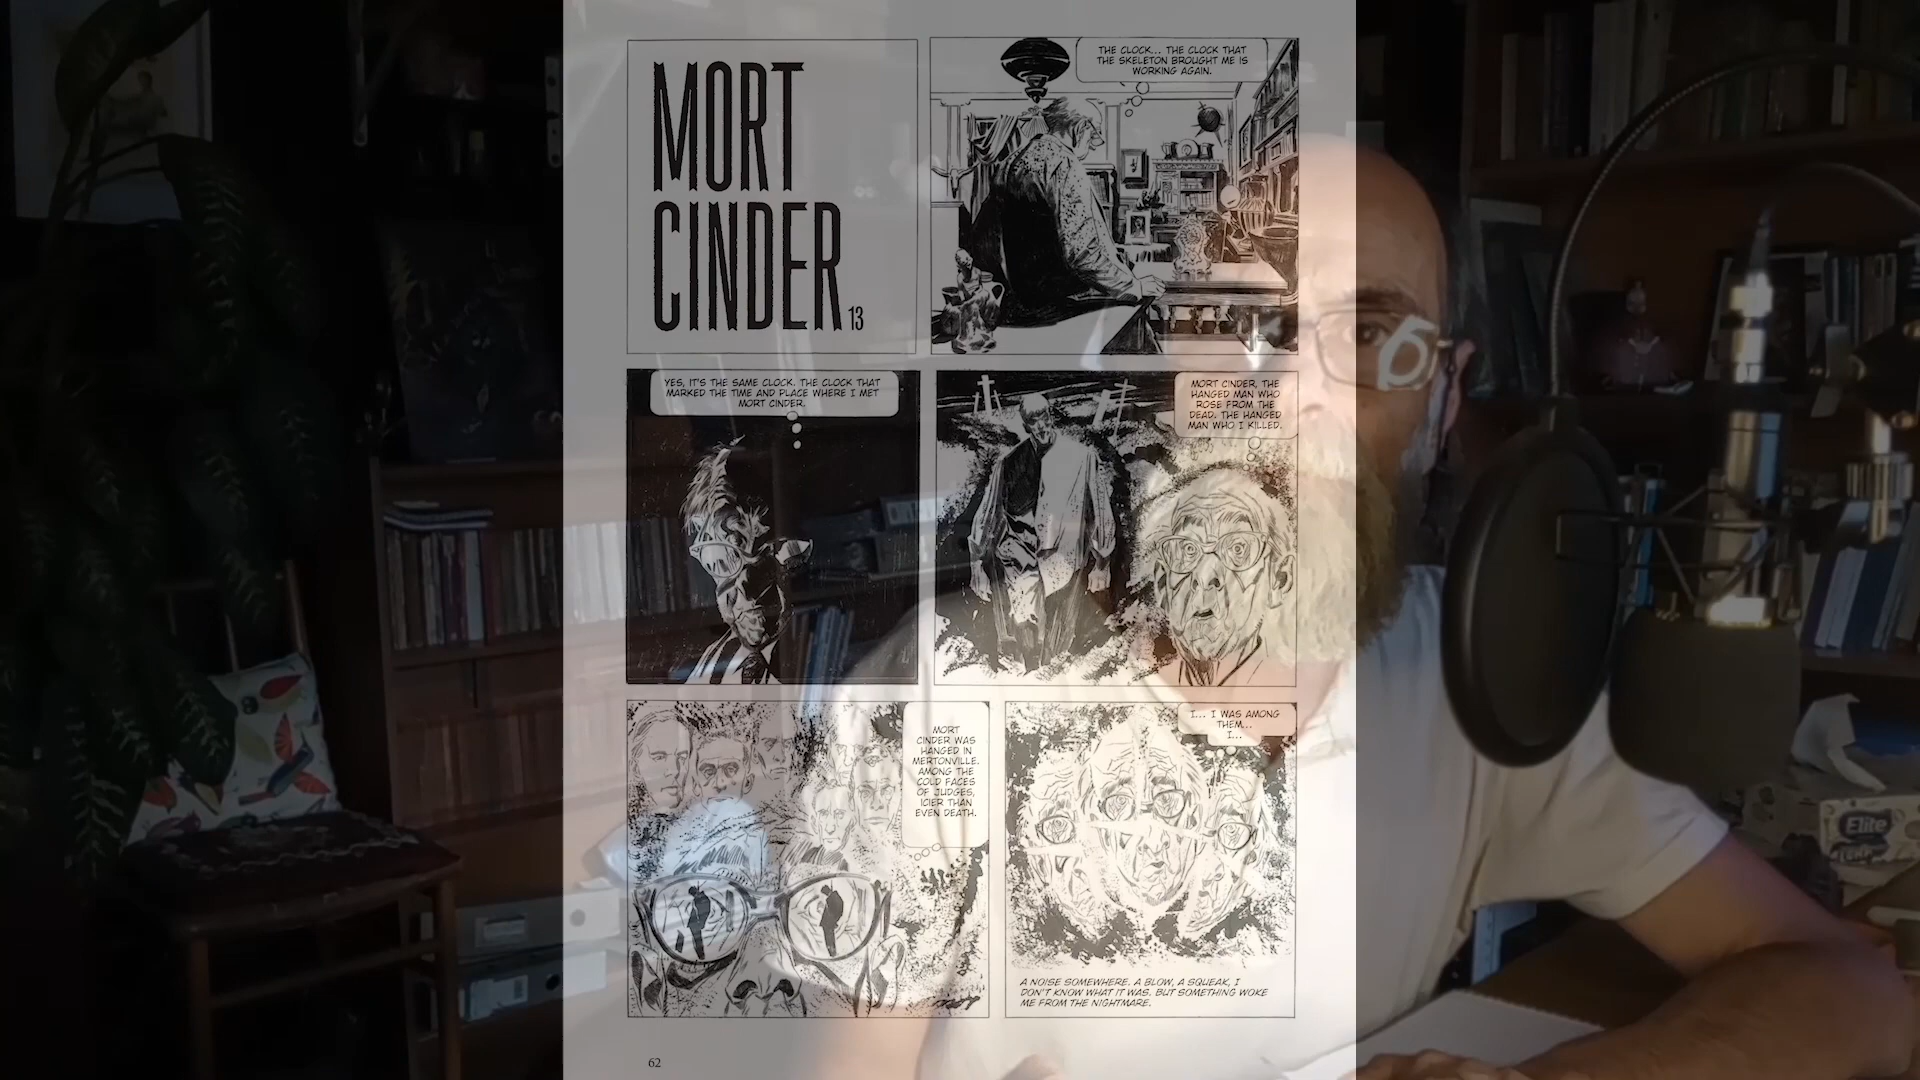 MORT
CINDER 13
THE CLOCK... THE CLOCK THAT
THE SKELETON BROUGHT ME IS
WORKING AGAIN.
YES, IT'S THE SAME CLOCK. THE CLOCK THAT
MARKED THE TIME AND PLACE WHERE I MET
MORT CINDER.
MORT CINDER, THE
HANGED MAN WHO
ROSE FROM THE
DEAD. THE HANGED
MAN WHO I KILLED.
MORT
CINDER WAS
HANGED IN
MERTONVILLE.
AMONG THE
COLD FACES
OF JUDGES,
ICIER THAN
EVEN DEATH.
I... I WAS AMONG
THEM...
I...
A NOISE SOMEWHERE. A BLOW, A SQUEAK, I
DON'T KNOW WHAT IT WAS. BUT SOMETHING WOKE
ME FROM THE NIGHTMARE.
62
Elite